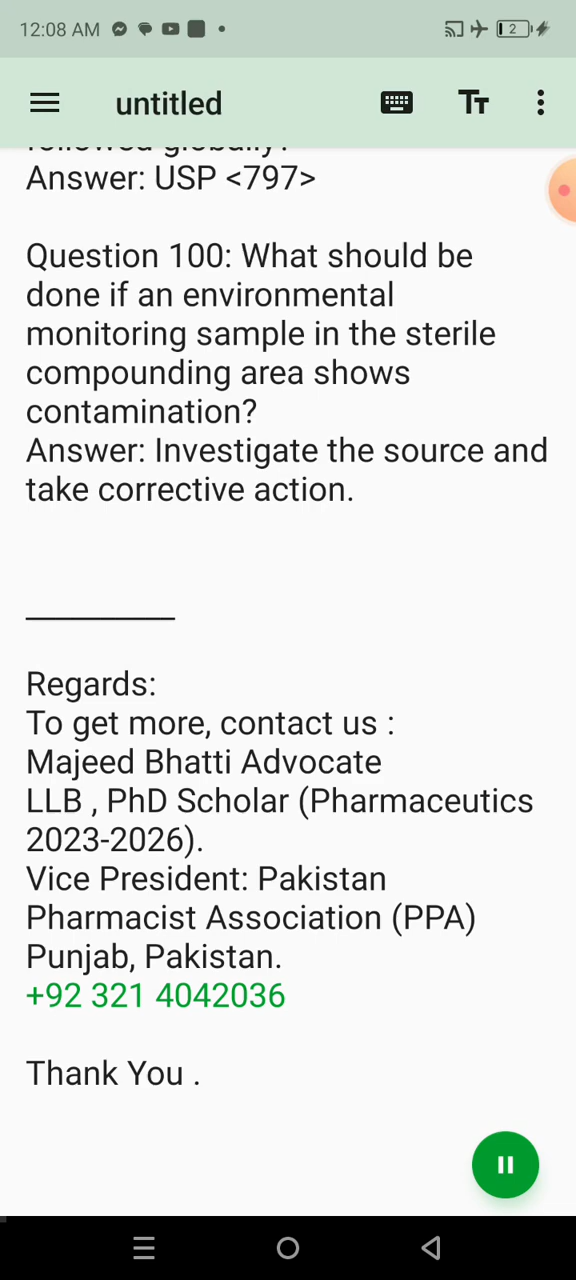 12:08 AM
2
untitled
followed globally?
Answer: USP <797>
Question 100: What should be
done if an environmental
monitoring sample in the sterile
compounding area shows
contamination?
Answer: Investigate the source and
take corrective action.
Regards:
To get more, contact us :
Majeed Bhatti Advocate
LLB , PhD Scholar (Pharmaceutics
2023-2026).
Vice President: Pakistan
Pharmacist Association (PPA)
Punjab, Pakistan.
+92 321 4042036
Thank You .